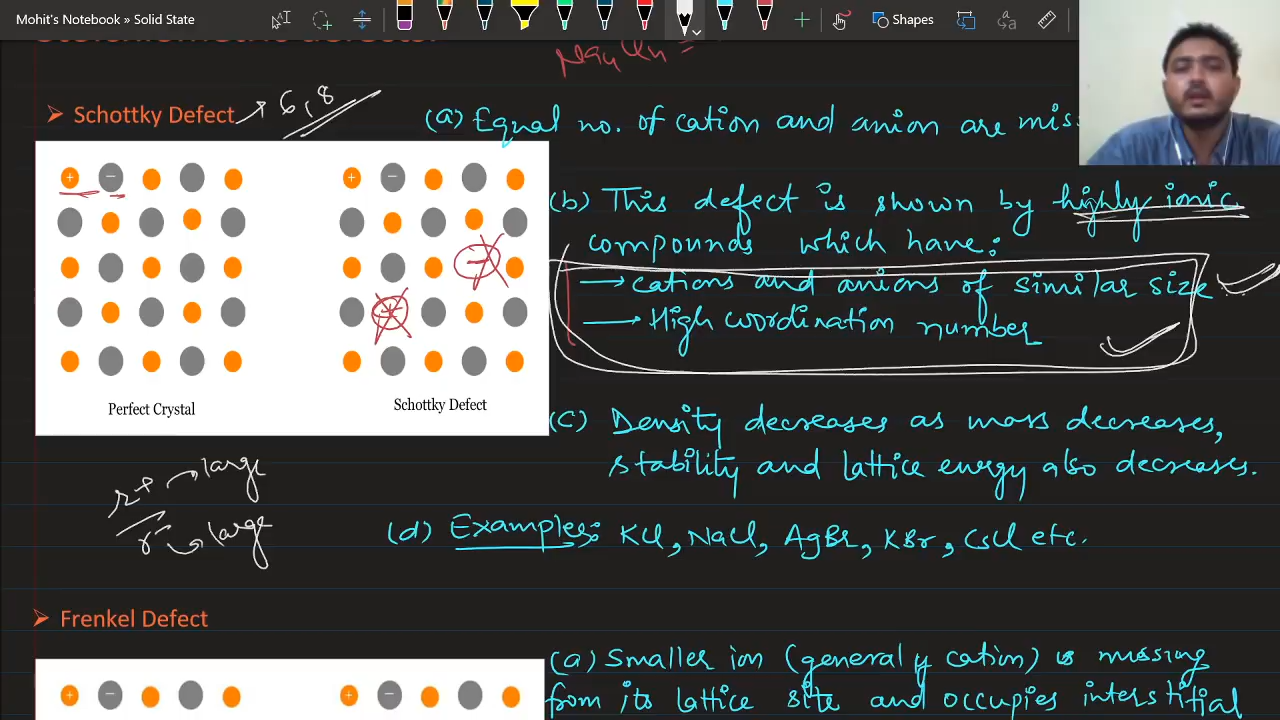 Mohit's Notebook » Solid State
Shapes
Schottky Defect → 6, 8
(a) Equal no. of cation and anion are miss
(b) This defect is shown by highly ionic
compounds which have:
→ cations and anions of similar size
→ High coordination number
Perfect Crystal
Schottky Defect
(c) Density decreases as mass decreases,
stability and lattice energy also decreases.
r+ → large
r- → large
(d) Examples: KCl, NaCl, AgBr, KBr, CsCl etc.
Frenkel Defect
(a) Smaller ion (generally cation) is missing
from its lattice site and occupies interstitial